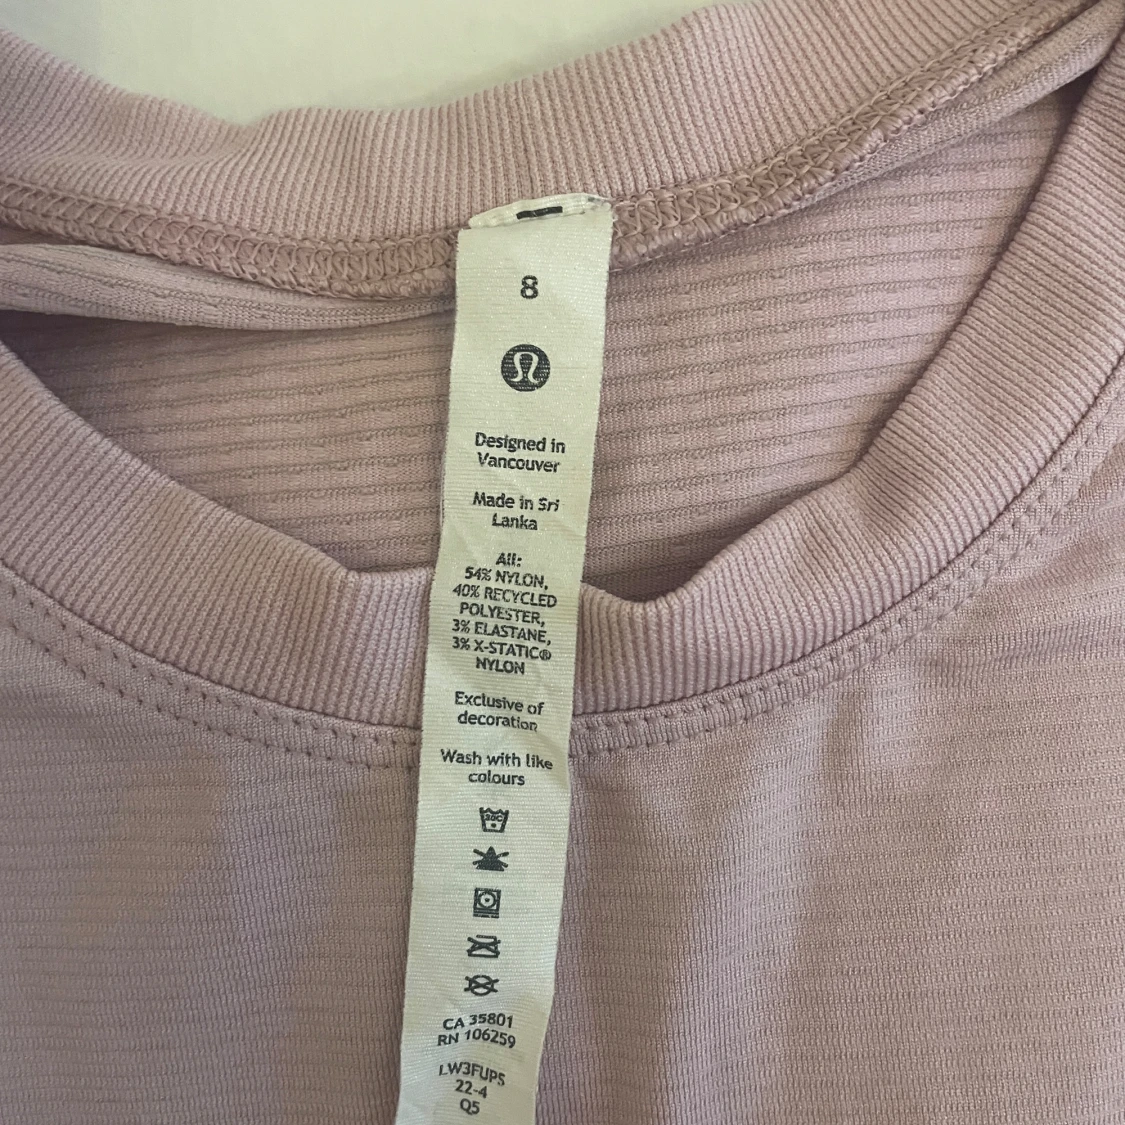 8
Designed in
Vancouver
Made in Sri
Lanka
All:
54% NYLON,
40% RECYCLED
POLYESTER,
3% ELASTANE,
3% X-STATIC®
NYLON
Exclusive of
decoration
Wash with like
colours
30C
CA 35801
RN 106259
LW3FUPS
22-4
Q5